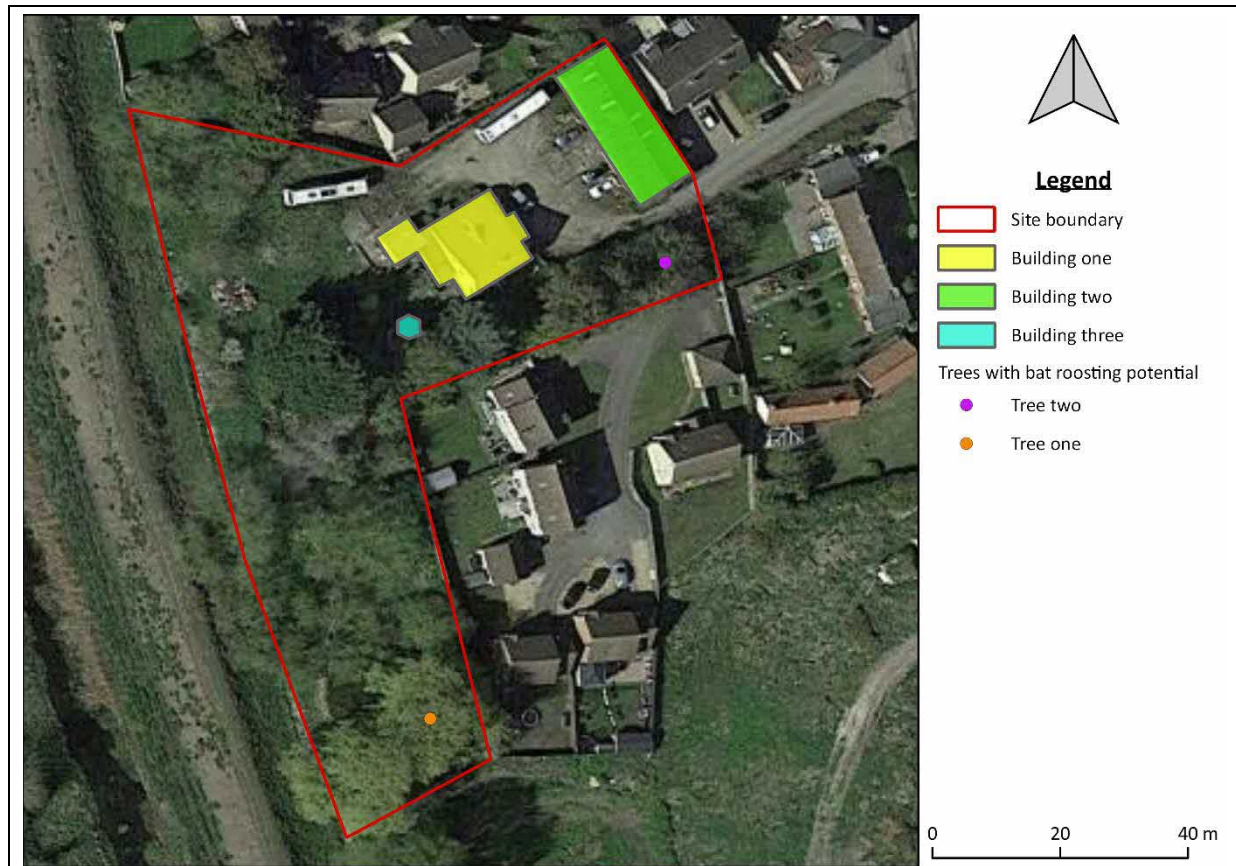 Legend
Site boundary
Building one
Building two
Building three
Trees with bat roosting potential
Tree two
Tree one
0 20 40 m